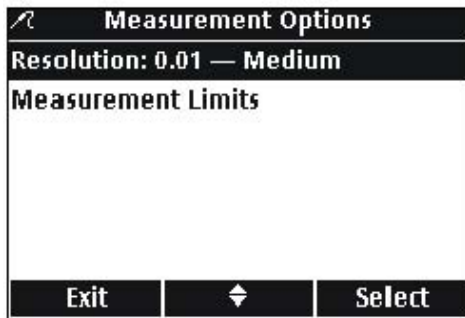 Measurement Options
Resolution: 0.01 — Medium
Measurement Limits
Exit
Select